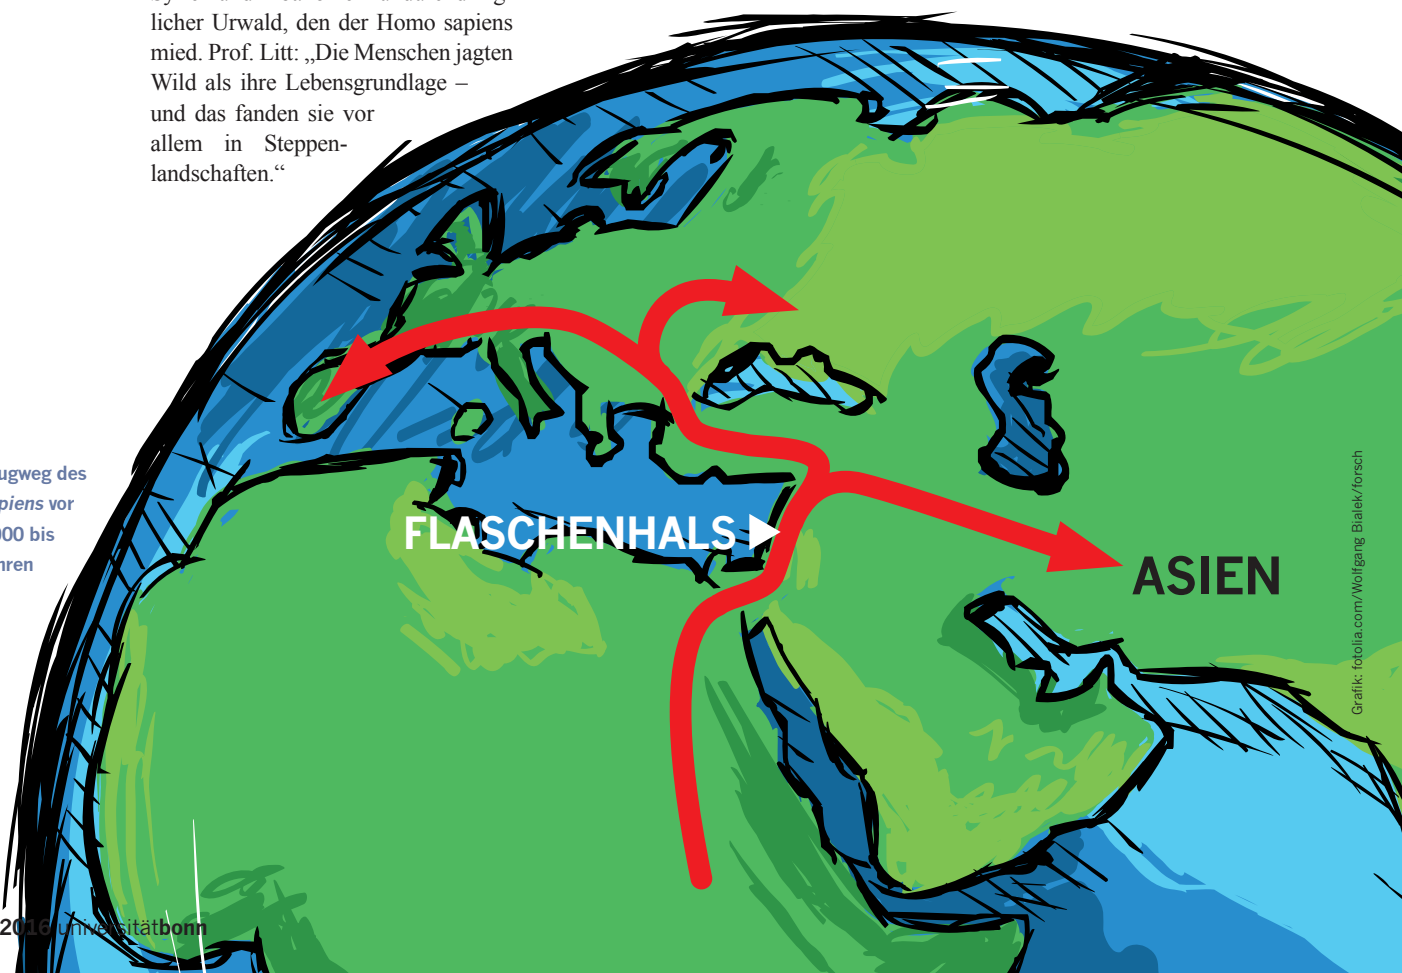 licher Urwald, den der Homo sapiens
mied. Prof. Litt: „Die Menschen jagten
Wild als ihre Lebensgrundlage –
und das fanden sie vor
allem in Steppen-
landschaften.“
ugweg des
piens vor
00 bis
hren
FLASCHENHALS
ASIEN
Grafik: fotolia.com/Wolfgang Bialek/forsch
2016 universitätbonn